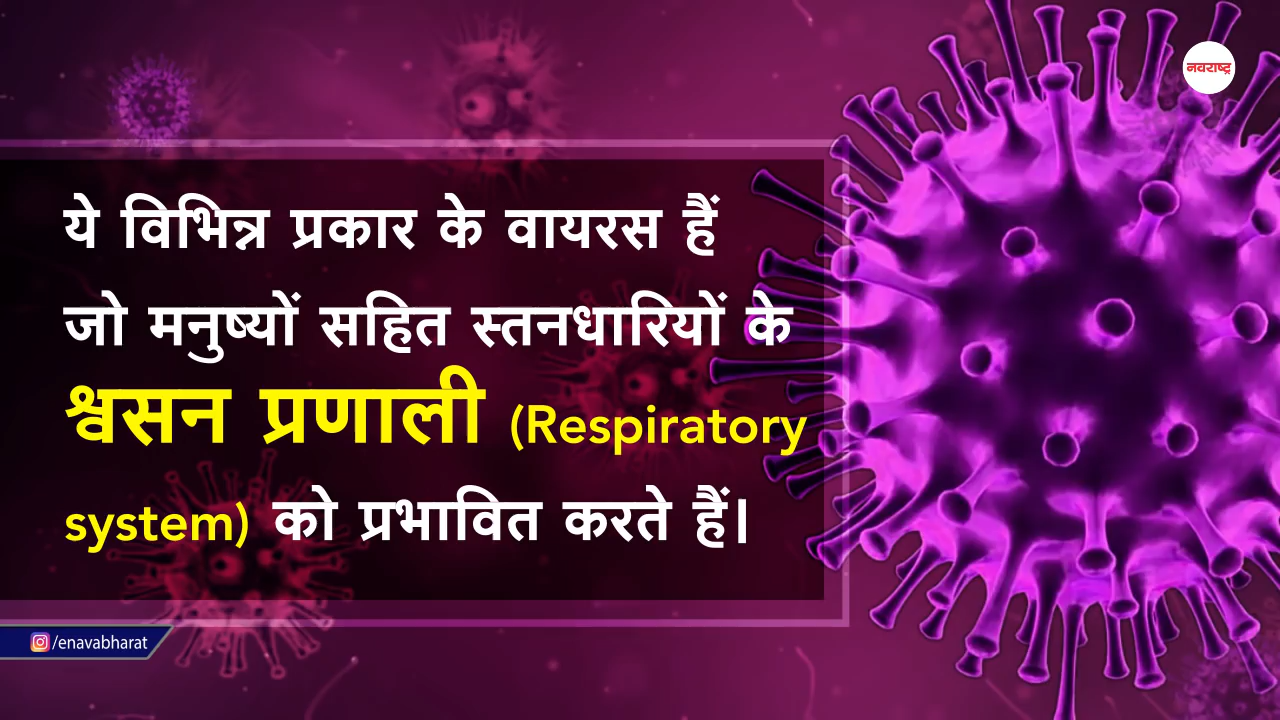 नवराष्ट्र
ये विभिन्न प्रकार के वायरस हैं
जो मनुष्यों सहित स्तनधारियों के
श्वसन प्रणाली (Respiratory
system) को प्रभावित करते हैं।
/enavabharat